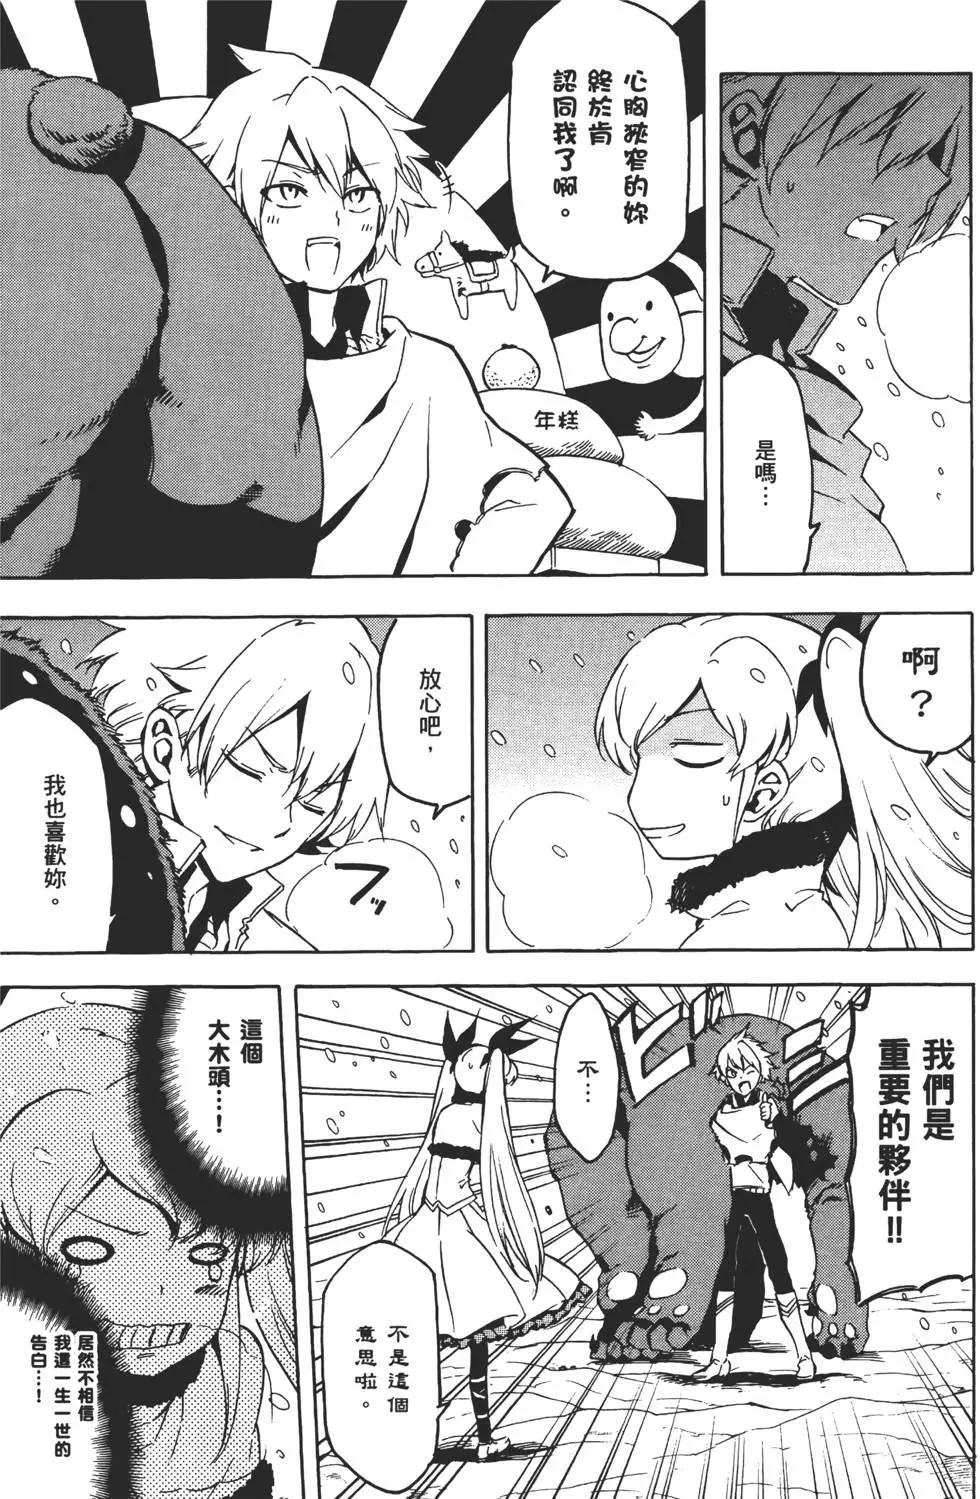 是嗎…
心胸狹窄的妳
終於肯
認同我了啊。
年糕
啊？
放心吧，
フッ
我也喜歡妳。
我們是
重要的夥伴!!
ビシッ
不…
不是這個
意思啦。
這個
大木頭…！
居然不相信
我這一生一世的
告白…！